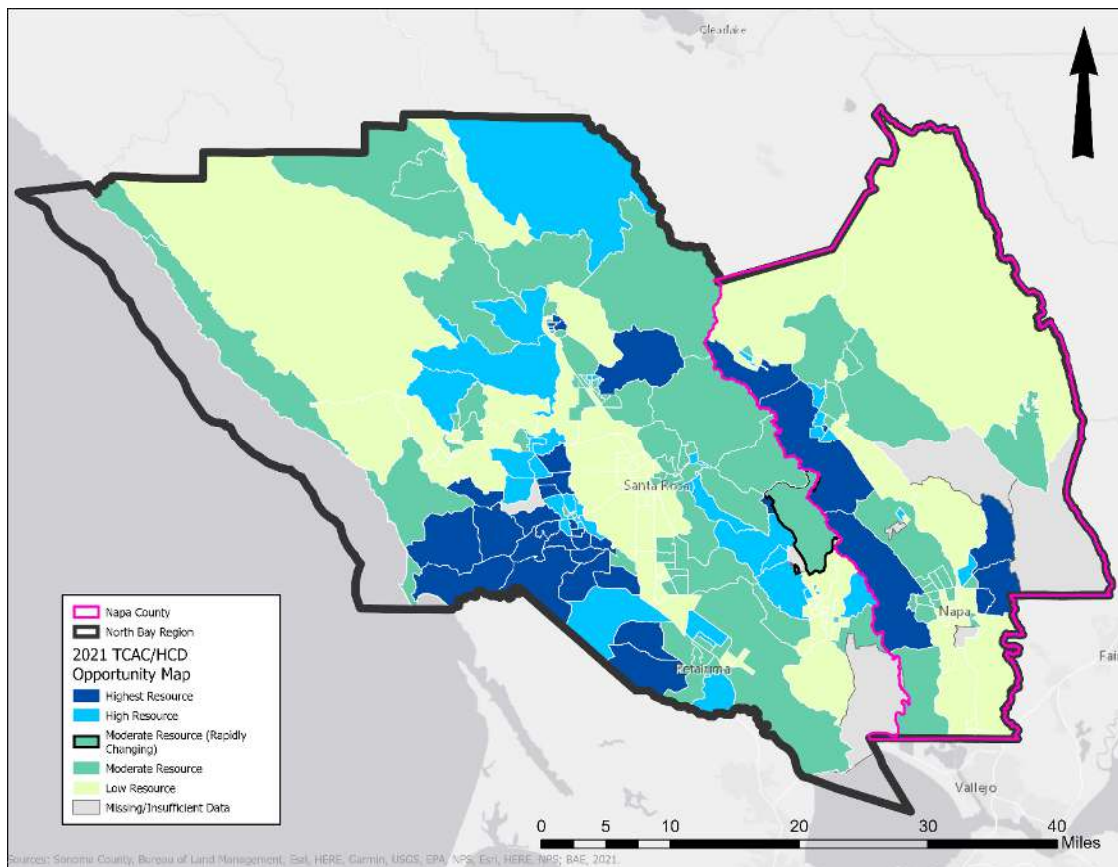 Clearlake
Santa Rosa
Napa
Petaluma
Fai
Vallejo
Napa County
North Bay Region
2021 TCAC/HCD
Opportunity Map
Highest Resource
High Resource
Moderate Resource (Rapidly
Changing)
Moderate Resource
Low Resource
Missing/Insufficient Data
0 5 10 20 30 40
Miles
Sources: Sonoma County, Bureau of Land Management, Esri, HERE, Garmin, USGS, EPA, NPS, Esri, HERE, NPS; BAE, 2021.